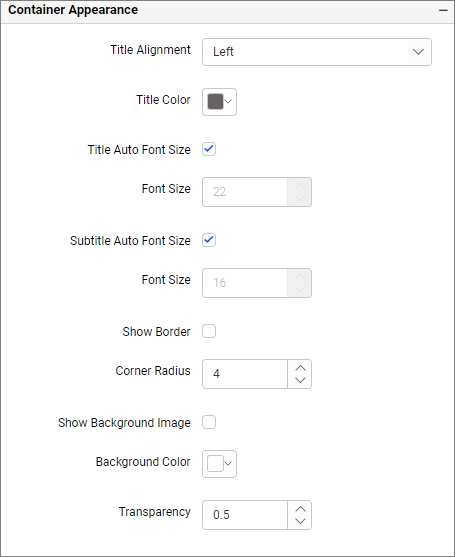 Container Appearance
Title Alignment Left
Title Color
Title Auto Font Size
Font Size 22
Subtitle Auto Font Size
Font Size 16
Show Border
Corner Radius 4
Show Background Image
Background Color
Transparency 0.5